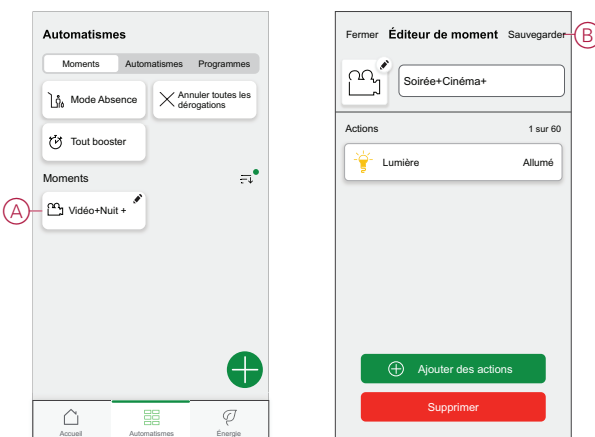 Automatismes
Moments Automatismes Programmes
Mode Absence
Annuler toutes les
dérogations
Tout booster
Moments
A
Vidéo+Nuit +
Accueil Automatismes Énergie
Fermer Éditeur de moment Sauvegarder
B
Soirée+Cinéma+
Actions 1 sur 60
Lumière Allumé
Ajouter des actions
Supprimer